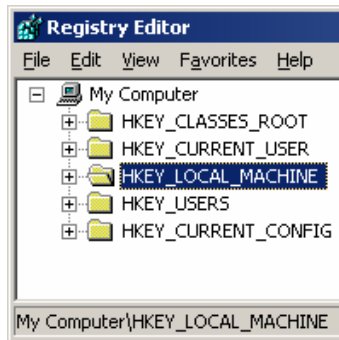 Registry Editor
File Edit View Favorites Help
My Computer
HKEY_CLASSES_ROOT
HKEY_CURRENT_USER
HKEY_LOCAL_MACHINE
HKEY_USERS
HKEY_CURRENT_CONFIG
My Computer\HKEY_LOCAL_MACHINE